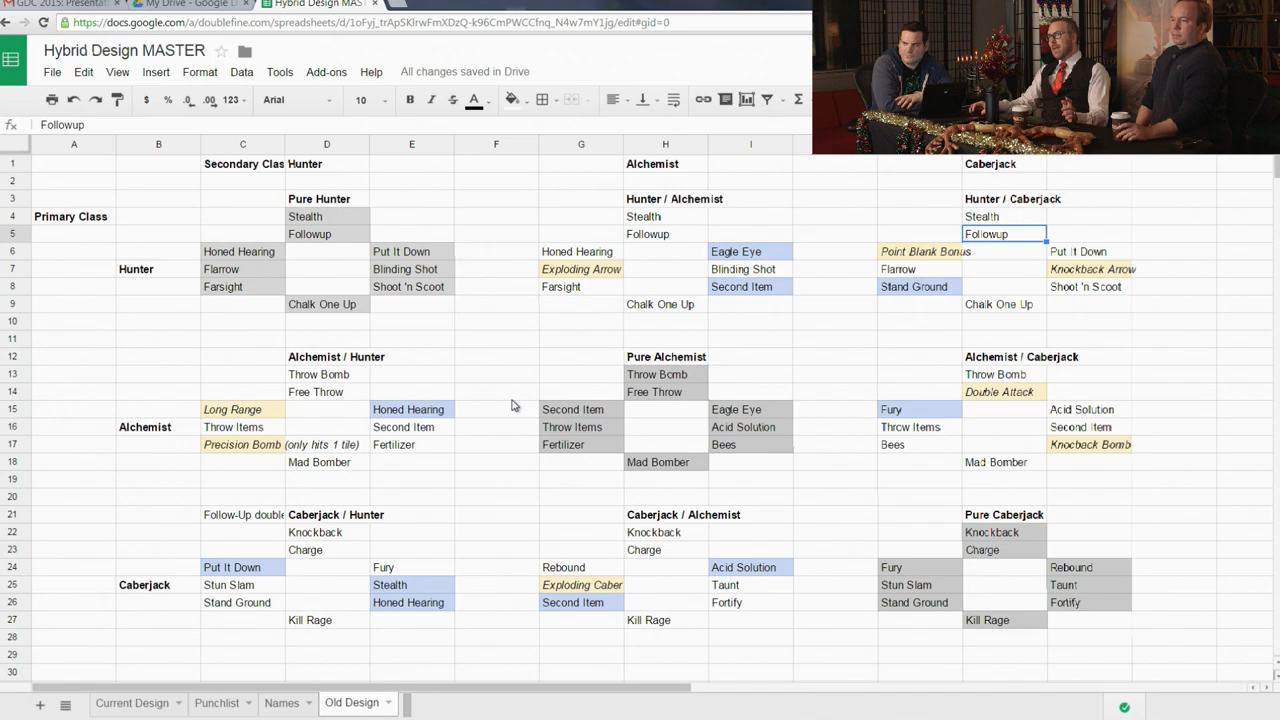 GDC 2015: Presentat
My Drive - Google D
Hybrid Design MASTER
https://docs.google.com/a/doublefine.com/spreadsheets/d/1oFyj_trApSKlrwFmXDzQ-k96CmPWCCfnq_N4w7mY1jg/edit#gid=0
Hybrid Design MASTER
File Edit View Insert Format Data Tools Add-ons Help All changes saved in Drive
$ % .0 .00 123 Arial 10 B I S A Σ
fx Followup
A B C D E F G H I
1 Secondary Clas Hunter Alchemist Caberjack
2
3 Pure Hunter Hunter / Alchemist Hunter / Caberjack
4 Primary Class Stealth Stealth Stealth
5 Followup Followup Followup
6 Honed Hearing Put It Down Honed Hearing Eagle Eye Point Blank Bonus Put It Down
7 Hunter Flarrow Blinding Shot Exploding Arrow Blinding Shot Flarrow Knockback Arrow
8 Farsight Shoot 'n Scoot Farsight Second Item Stand Ground Shoot 'n Scoot
9 Chalk One Up Chalk One Up Chalk One Up
10
11
12 Alchemist / Hunter Pure Alchemist Alchemist / Caberjack
13 Throw Bomb Throw Bomb Throw Bomb
14 Free Throw Free Throw Double Attack
15 Long Range Honed Hearing Second Item Eagle Eye Fury Acid Solution
16 Alchemist Throw Items Second Item Throw Items Acid Solution Throw Items Second Item
17 Precision Bomb (only hits 1 tile) Fertilizer Fertilizer Bees Bees Knocback Bomb
18 Mad Bomber Mad Bomber Mad Bomber
19
20
21 Follow-Up double Caberjack / Hunter Caberjack / Alchemist Pure Caberjack
22 Knockback Knockback Knockback
23 Charge Charge Charge
24 Put It Down Fury Rebound Acid Solution Fury Rebound
25 Caberjack Stun Slam Stealth Exploding Caber Taunt Stun Slam Taunt
26 Stand Ground Honed Hearing Second Item Fortify Stand Ground Fortify
27 Kill Rage Kill Rage Kill Rage
28
29
30
+ Current Design Punchlist Names Old Design